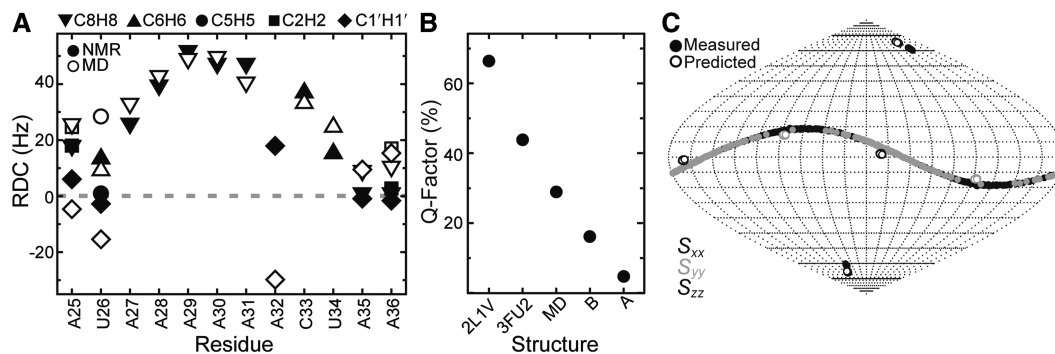 A
▼C8H8 ▲C6H6 ●C5H5 ■C2H2 ◆C1′H1′
● NMR
○ MD
RDC (Hz)
40
20
0
-20
A25 U26 A27 A28 A29 A30 A31 A32 C33 U34 A35 A36
Residue
B
Q-Factor (%)
60
40
20
2L1V 3FU2 MD B A
Structure
C
● Measured
○ Predicted
Sxx
Syy
Szz